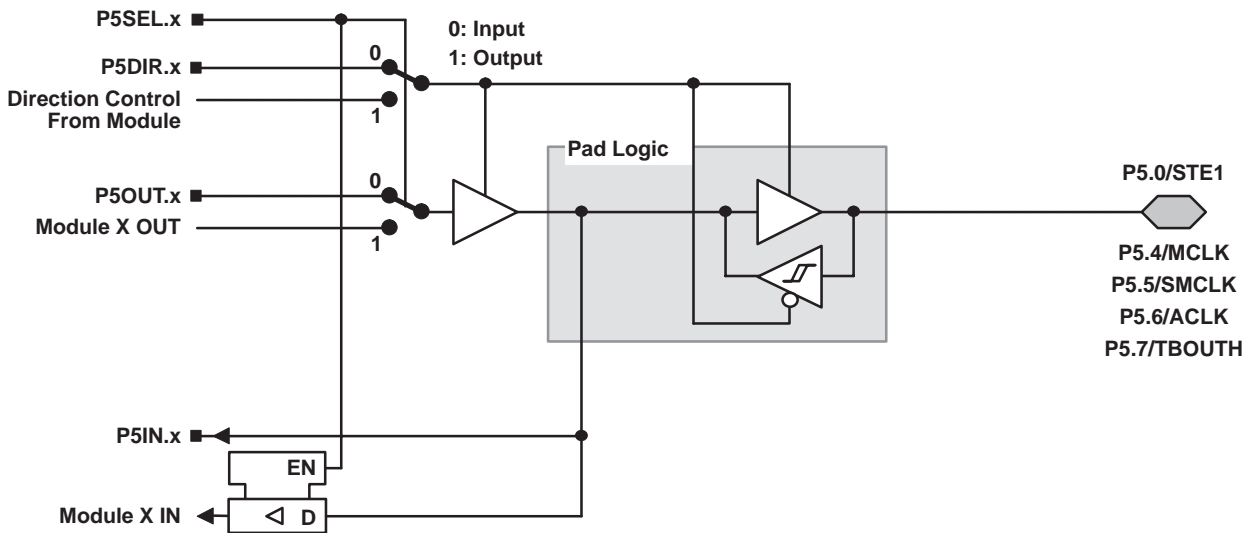 P5SEL.x
0: Input
1: Output
0
P5DIR.x
Direction Control
From Module
1
Pad Logic
P5.0/STE1
0
P5OUT.x
Module X OUT
1
P5.4/MCLK
P5.5/SMCLK
P5.6/ACLK
P5.7/TBOUTH
P5IN.x
EN
Module X IN
D